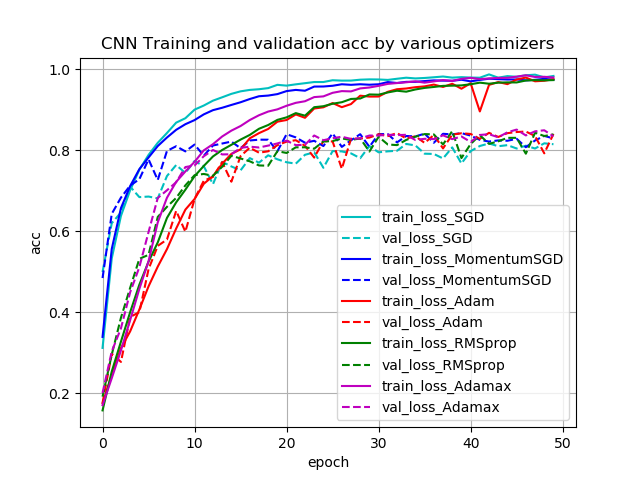 CNN Training and validation acc by various optimizers
1.0
0.8
0.6
0.4
0.2
acc
train_loss_SGD
val_loss_SGD
train_loss_MomentumSGD
val_loss_MomentumSGD
train_loss_Adam
val_loss_Adam
train_loss_RMSprop
val_loss_RMSprop
train_loss_Adamax
val_loss_Adamax
0 10 20 30 40 50
epoch